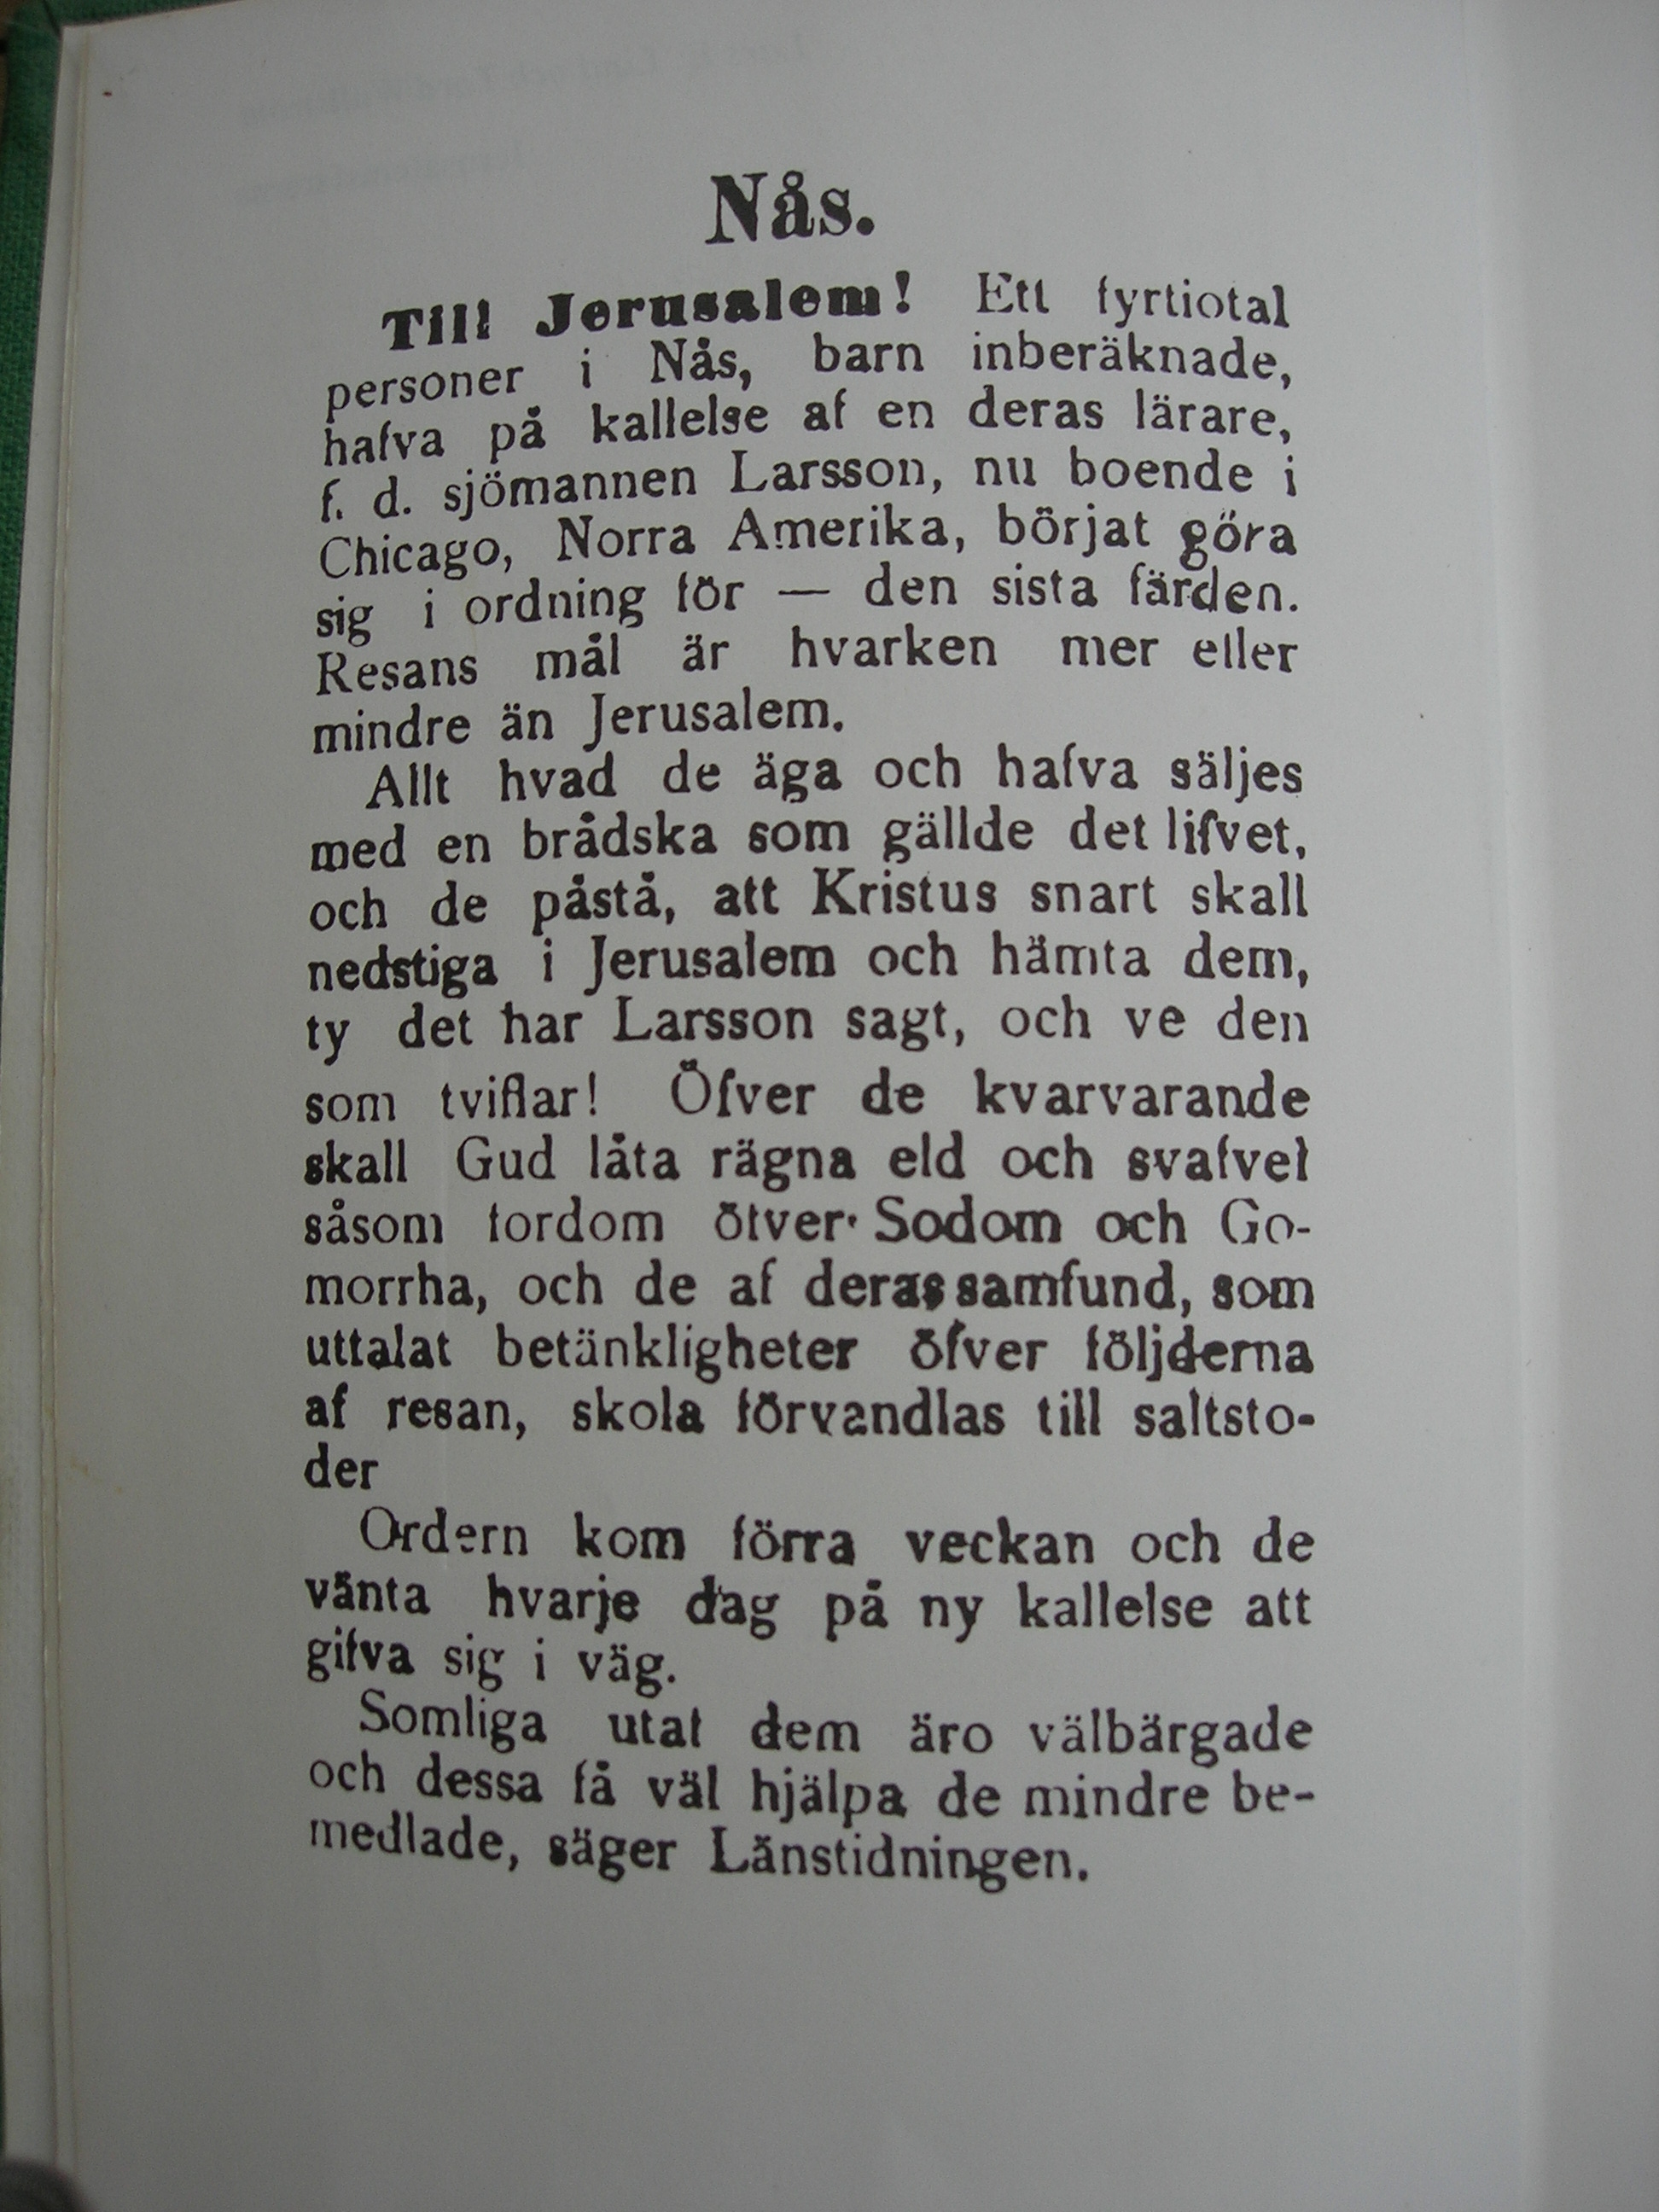 Nås.
Till Jerusalem! Ett fyrtiotal
personer i Nås, barn inberäknade,
hafva på kallelse af en deras lärare,
f. d. sjömannen Larsson, nu boende i
Chicago, Norra Amerika, börjat göra
sig i ordning för — den sista färden.
Resans mål är hvarken mer eller
mindre än Jerusalem.
Allt hvad de äga och hafva säljes
med en brådska som gällde det lifvet,
och de påstå, att Kristus snart skall
nedstiga i Jerusalem och hämta dem,
ty det har Larsson sagt, och ve den
som tviflar! Öfver de kvarvarande
skall Gud låta rägna eld och svafvel
såsom fordom öfver Sodom och Go-
morrha, och de af deras samfund, som
uttalat betänkligheter öfver följderna
af resan, skola förvandlas till saltsto-
der
Ordern kom förra veckan och de
vänta hvarje dag på ny kallelse att
gifva sig i väg.
Somliga utaf dem äro välbärgade
och dessa få väl hjälpa de mindre be-
medlade, säger Länstidningen.